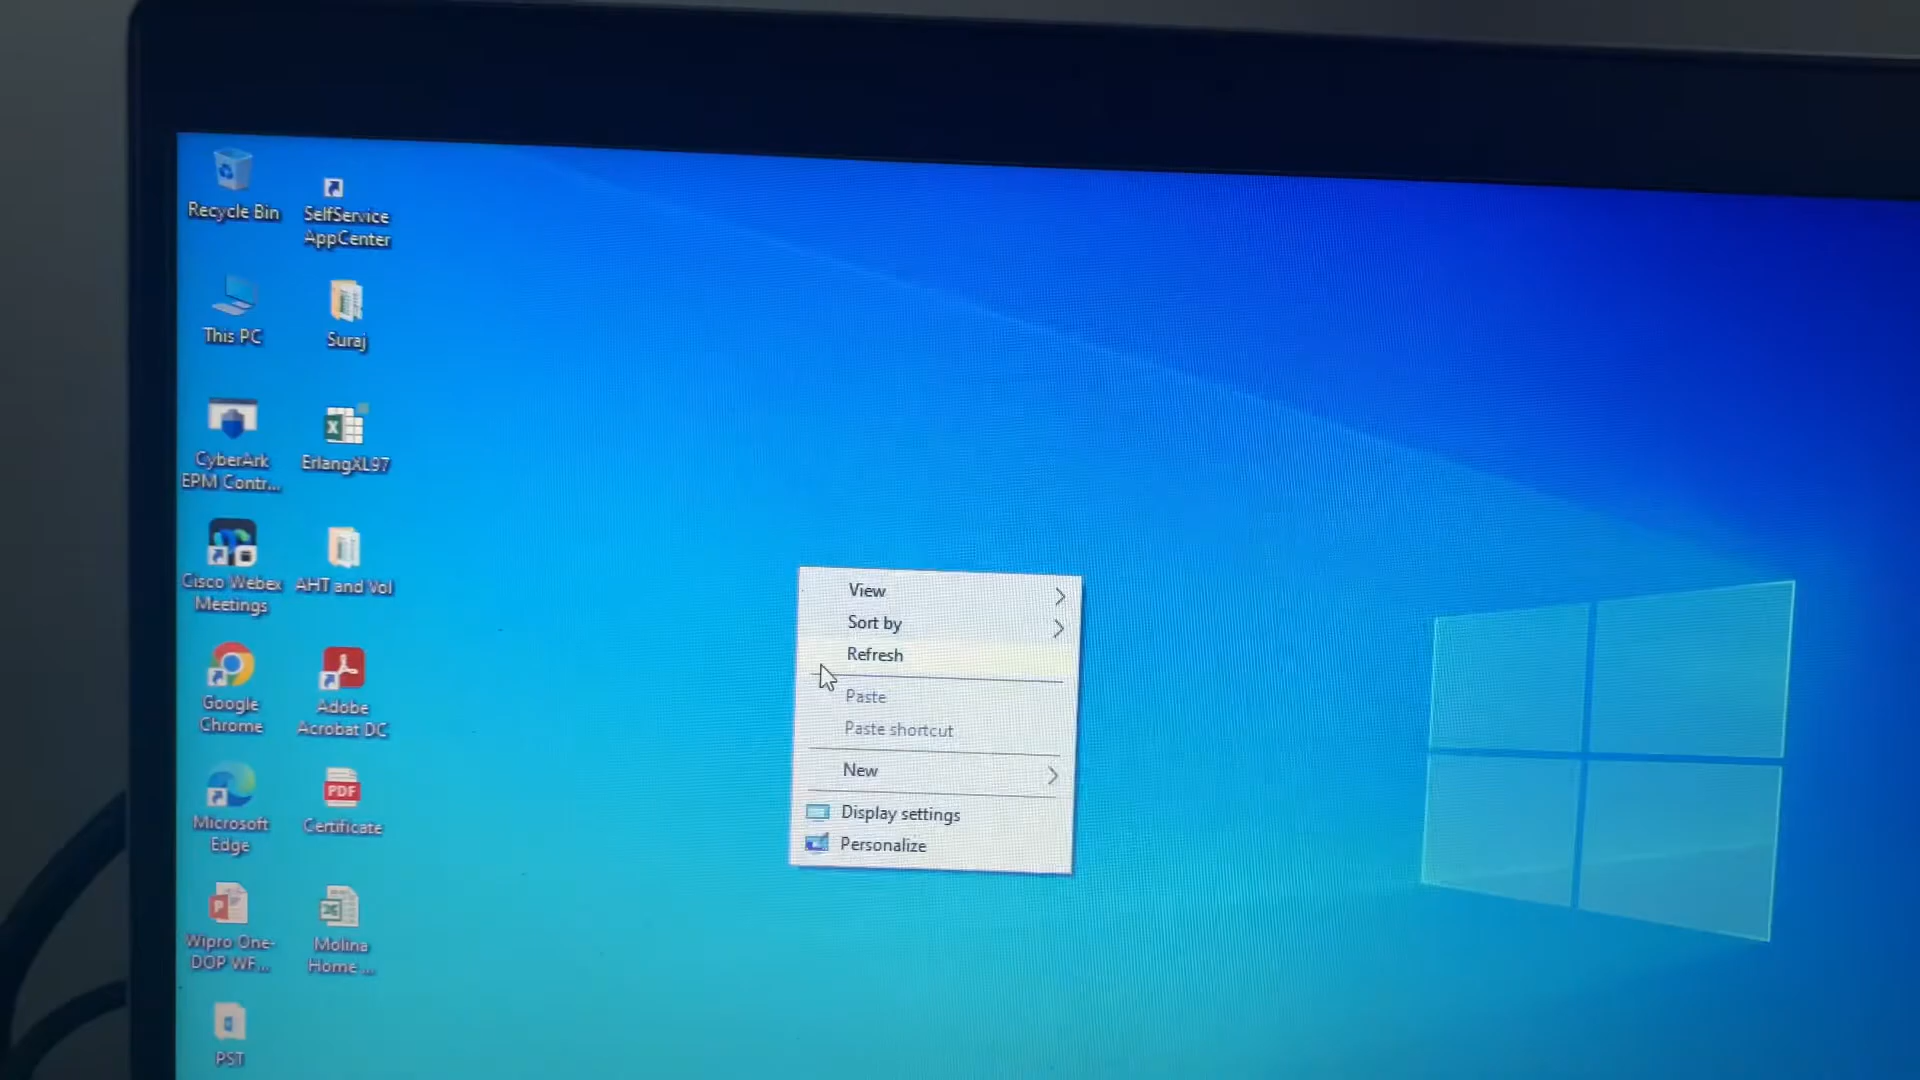 Recycle Bin
SelfService
AppCenter
This PC
Suraj
CyberArk
EPM Contr...
ErlangXL97
Cisco Webex
Meetings
AHT and Vol
Google
Chrome
Adobe
Acrobat DC
PDF
Microsoft
Edge
Certificate
Wipro One-
DOP WF...
Molina
Home ...
PST
View
Sort by
Refresh
Paste
Paste shortcut
New
Display settings
Personalize